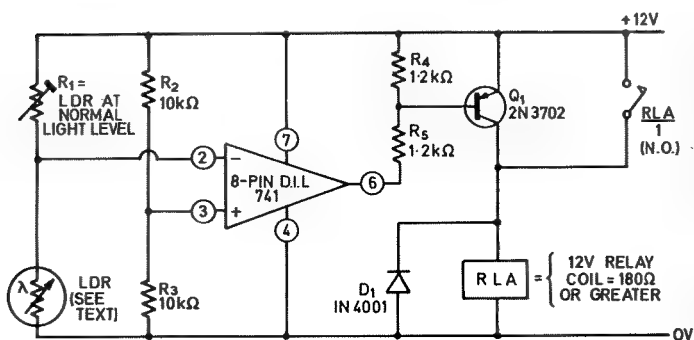 +12V
R1 =
LDR AT
NORMAL
LIGHT LEVEL
R2
10kΩ
R4
1·2kΩ
Q1
2N3702
RLA
1
(N.O.)
7
2
−
8-PIN D.I.L
741
3
+
4
6
R5
1·2kΩ
λ
LDR
(SEE
TEXT)
R3
10kΩ
D1
IN 4001
RLA
=
12V RELAY
COIL = 180Ω
OR GREATER
0V